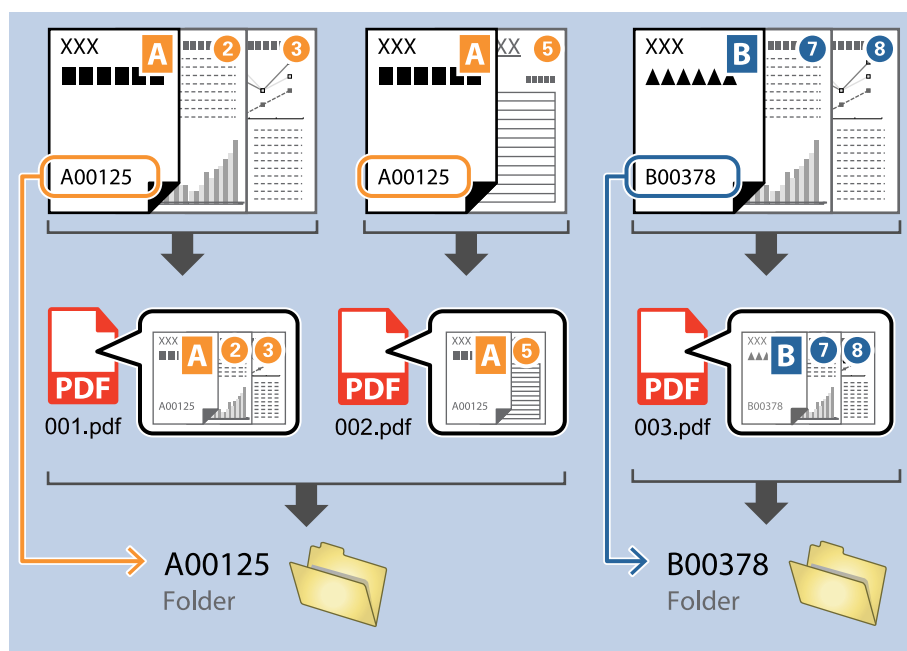 XXX A 2 3
A00125
XXX A XX 5
A00125
XXX B 7 8
B00378
PDF
001.pdf
XXX A 2 3
A00125
PDF
002.pdf
XXX A 5
A00125
PDF
003.pdf
XXX B 7 8
B00378
A00125
Folder
B00378
Folder